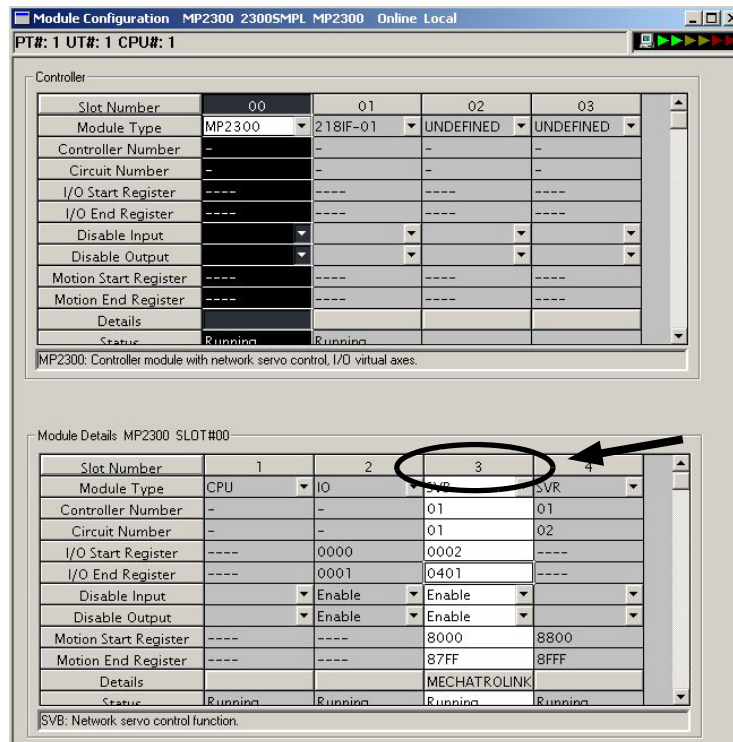 Module Configuration MP2300 2300SMPL MP2300 Online Local
PT#: 1 UT#: 1 CPU#: 1
Controller
Slot Number 00 01 02 03
Module Type MP2300 218IF-01 UNDEFINED UNDEFINED
Controller Number - - - -
Circuit Number - - - -
I/O Start Register ---- ---- ---- ----
I/O End Register ---- ---- ---- ----
Disable Input
Disable Output
Motion Start Register ---- ---- ---- ----
Motion End Register ---- ---- ---- ----
Details
Status Running Running
MP2300: Controller module with network servo control, I/O virtual axes.
Module Details MP2300 SLOT#00
Slot Number 1 2 3 4
Module Type CPU IO SVB SVR
Controller Number - - 01 01
Circuit Number - - 01 02
I/O Start Register ---- 0000 0002 ----
I/O End Register ---- 0001 0401 ----
Disable Input Enable Enable
Disable Output Enable Enable
Motion Start Register ---- ---- 8000 8800
Motion End Register ---- ---- 87FF 8FFF
Details MECHATROLINK
Status Running Running Running Running
SVB: Network servo control function.